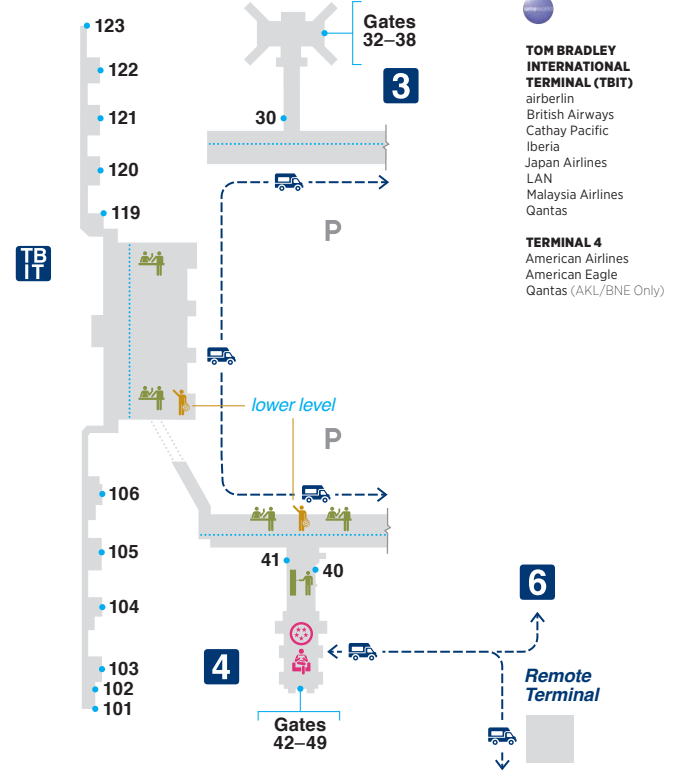 123
122
121
120
119
TB
IT
Gates
32–38
3
30
P
lower level
P
106
105
104
103
102
101
41
40
4
Gates
42–49
6
Remote
Terminal
TOM BRADLEY
INTERNATIONAL
TERMINAL (TBIT)
airberlin
British Airways
Cathay Pacific
Iberia
Japan Airlines
LAN
Malaysia Airlines
Qantas
TERMINAL 4
American Airlines
American Eagle
Qantas (AKL/BNE Only)